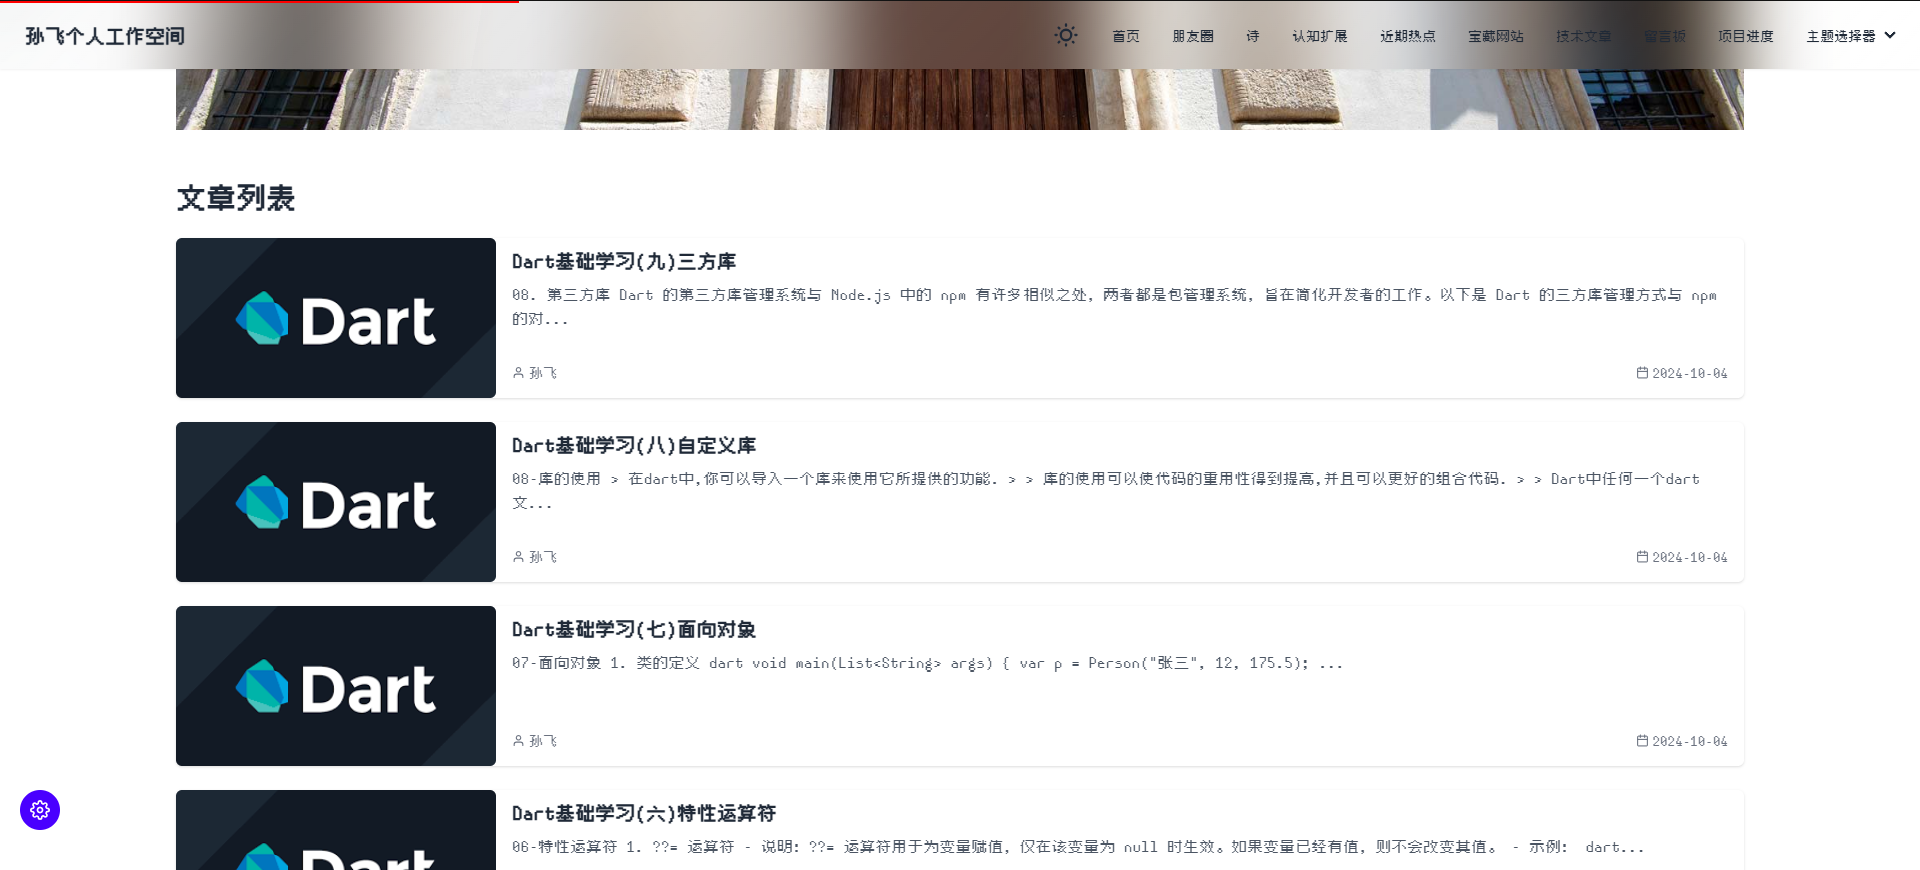 孙飞个人工作空间
首页 朋友圈 诗 认知扩展 近期热点 宝藏网站 技术文章 留言板 项目进度 主题选择器
文章列表
Dart
Dart基础学习(九)三方库
08. 第三方库 Dart 的第三方库管理系统与 Node.js 中的 npm 有许多相似之处, 两者都是包管理系统, 旨在简化开发者的工作。以下是 Dart 的三方库管理方式与 npm
的对...
孙飞 2024-10-04
Dart
Dart基础学习(八)自定义库
08-库的使用 > 在dart中,你可以导入一个库来使用它所提供的功能. > > 库的使用可以使代码的重用性得到提高,并且可以更好的组合代码. > > Dart中任何一个dart
文...
孙飞 2024-10-04
Dart
Dart基础学习(七)面向对象
07-面向对象 1. 类的定义 dart void main(List<String> args) { var p = Person("张三", 12, 175.5); ...
孙飞 2024-10-04
Dart
Dart基础学习(六)特性运算符
06-特性运算符 1. ??= 运算符 - 说明: ??= 运算符用于为变量赋值, 仅在该变量为 null 时生效。如果变量已经有值, 则不会改变其值。 - 示例: dart...